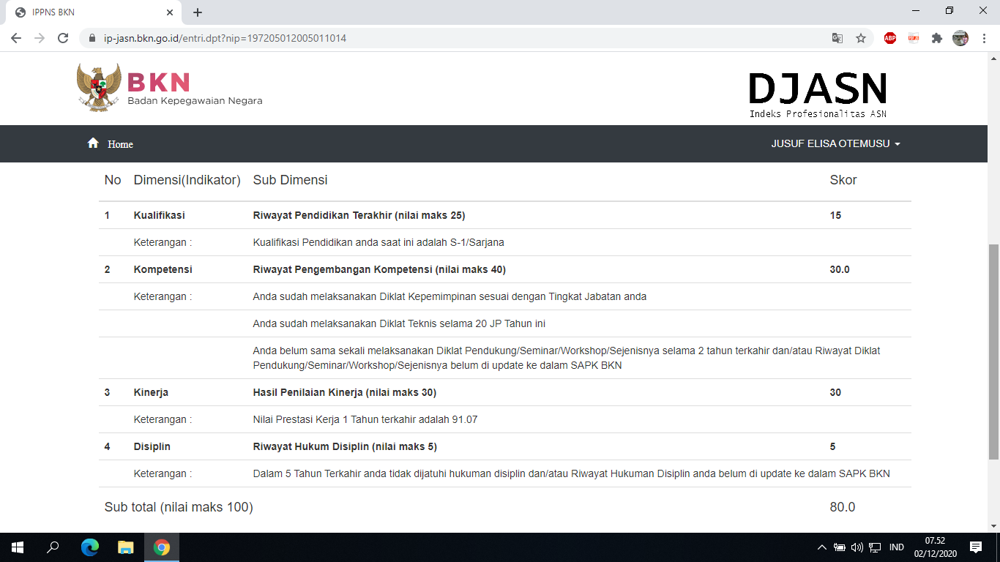 IPPNS BKN
ip-jasn.bkn.go.id/entri.dpt?nip=197205012005011014
ABP
BKN
Badan Kepegawaian Negara
DJASN
Indeks Profesionalitas ASN
Home
JUSUF ELISA OTEMUSU
No Dimensi(Indikator) Sub Dimensi Skor
1 Kualifikasi Riwayat Pendidikan Terakhir (nilai maks 25) 15
Keterangan : Kualifikasi Pendidikan anda saat ini adalah S-1/Sarjana
2 Kompetensi Riwayat Pengembangan Kompetensi (nilai maks 40) 30.0
Keterangan : Anda sudah melaksanakan Diklat Kepemimpinan sesuai dengan Tingkat Jabatan anda
Anda sudah melaksanakan Diklat Teknis selama 20 JP Tahun ini
Anda belum sama sekali melaksanakan Diklat Pendukung/Seminar/Workshop/Sejenisnya selama 2 tahun terkahir dan/atau Riwayat Diklat
Pendukung/Seminar/Workshop/Sejenisnya belum di update ke dalam SAPK BKN
3 Kinerja Hasil Penilaian Kinerja (nilai maks 30) 30
Keterangan : Nilai Prestasi Kerja 1 Tahun terkahir adalah 91.07
4 Disiplin Riwayat Hukum Disiplin (nilai maks 5) 5
Keterangan : Dalam 5 Tahun Terkahir anda tidak dijatuhi hukuman disiplin dan/atau Riwayat Hukuman Disiplin anda belum di update ke dalam SAPK BKN
Sub total (nilai maks 100) 80.0
IND
07.52
02/12/2020